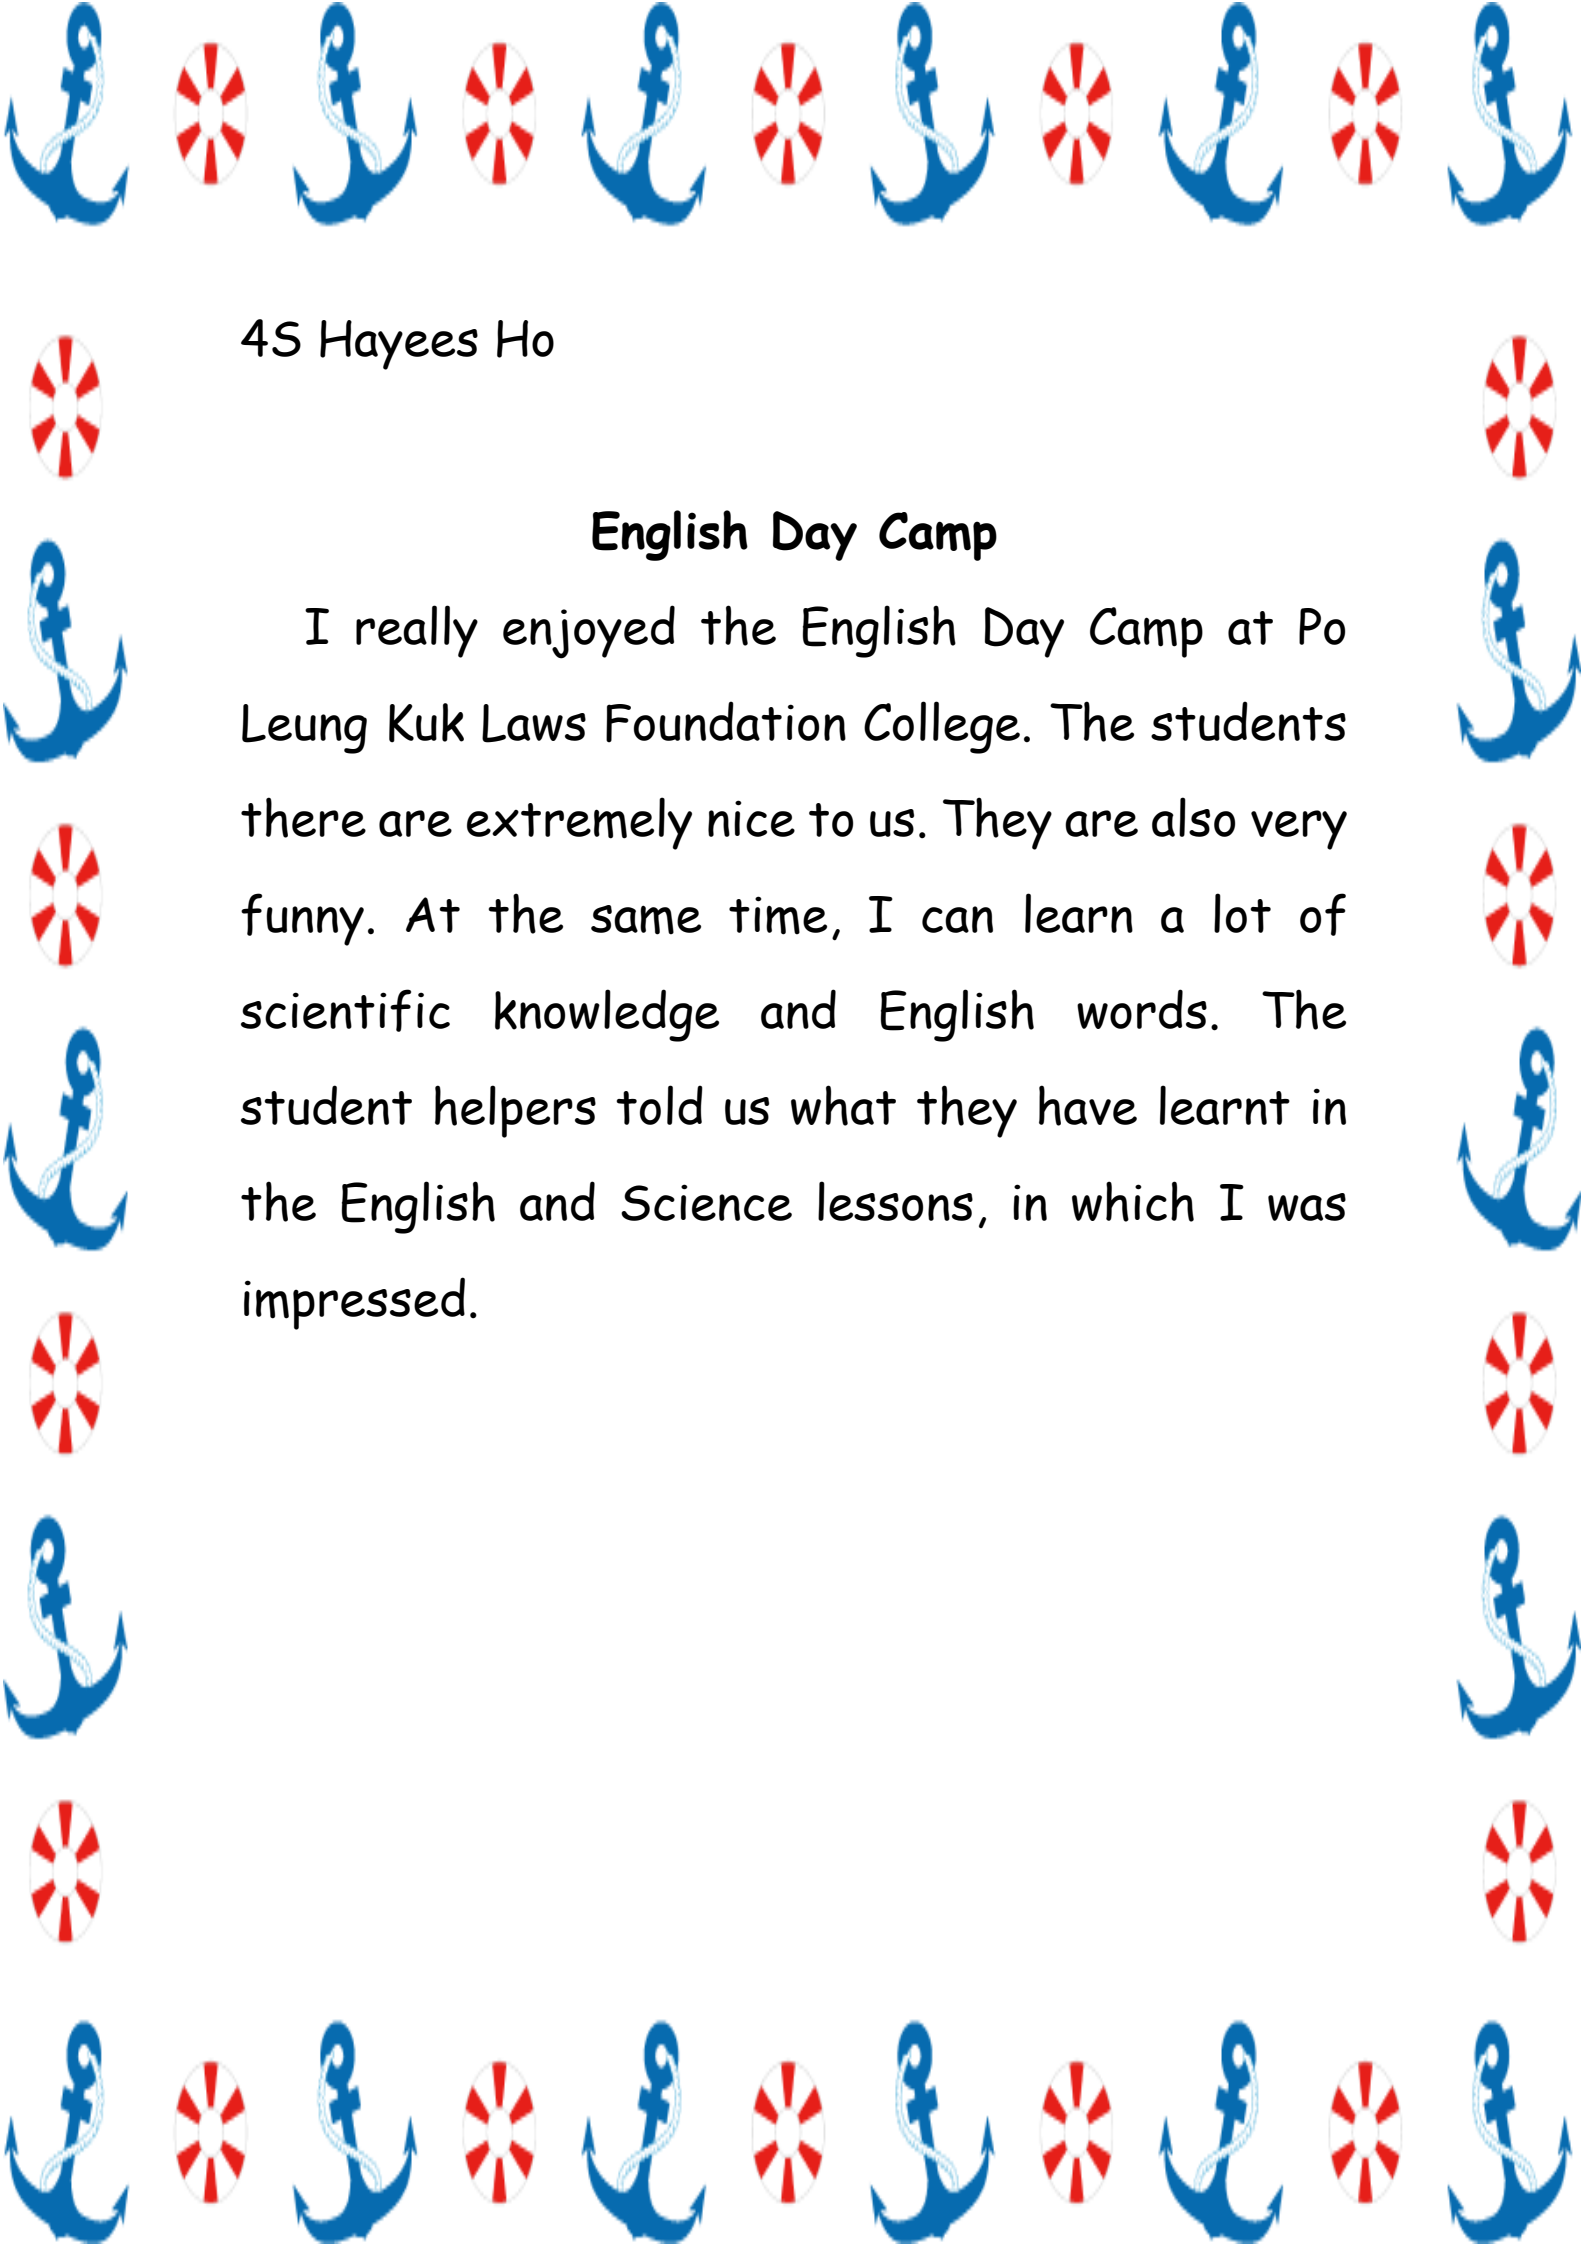 4S Hayees Ho
English Day Camp
I really enjoyed the English Day Camp at Po
Leung Kuk Laws Foundation College. The students
there are extremely nice to us. They are also very
funny. At the same time, I can learn a lot of
scientific knowledge and English words. The
student helpers told us what they have learnt in
the English and Science lessons, in which I was
impressed.